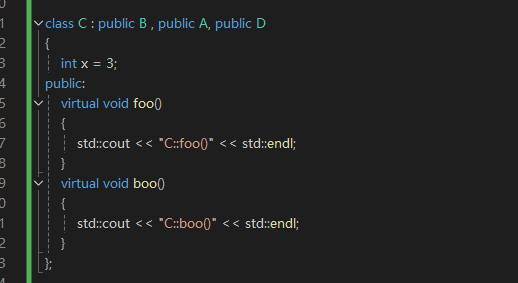 0
1 class C : public B , public A, public D
2 {
3 int x = 3;
4 public:
5 virtual void foo()
6 {
7 std::cout << "C::foo()" << std::endl;
8 }
9 virtual void boo()
0 {
1 std::cout << "C::boo()" << std::endl;
2 }
3 };
4